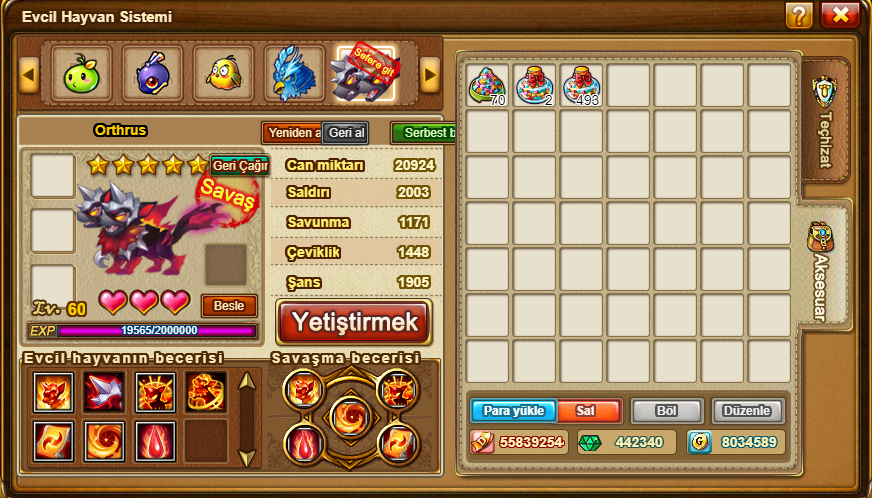 Evcil Hayvan Sistemi
?
Sefere git
Orthrus
Yeniden a
Geri al
Serbest b
Geri Çağır
Savaş
Can miktarı 20924
Saldırı 2003
Savunma 1171
Çeviklik 1448
Şans 1905
Lv. 60
Besle
EXP 19565/2000000
Yetiştirmek
Evcil hayvanın becerisi
Savaşma becerisi
70
2
493
Teçhizat
Aksesuar
Para yükle
Sat
Böl
Düzenle
55839254
442340
8034589